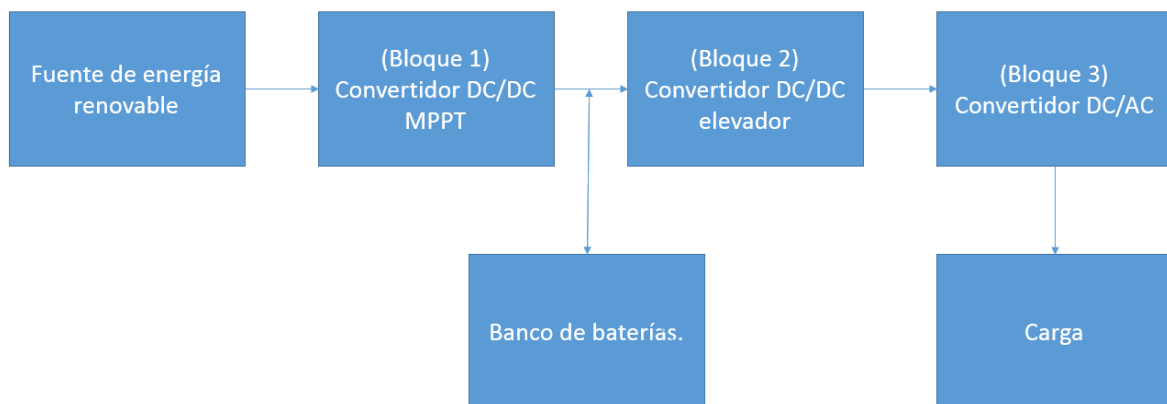 Fuente de energía
renovable
(Bloque 1)
Convertidor DC/DC
MPPT
(Bloque 2)
Convertidor DC/DC
elevador
(Bloque 3)
Convertidor DC/AC
Banco de baterías.
Carga